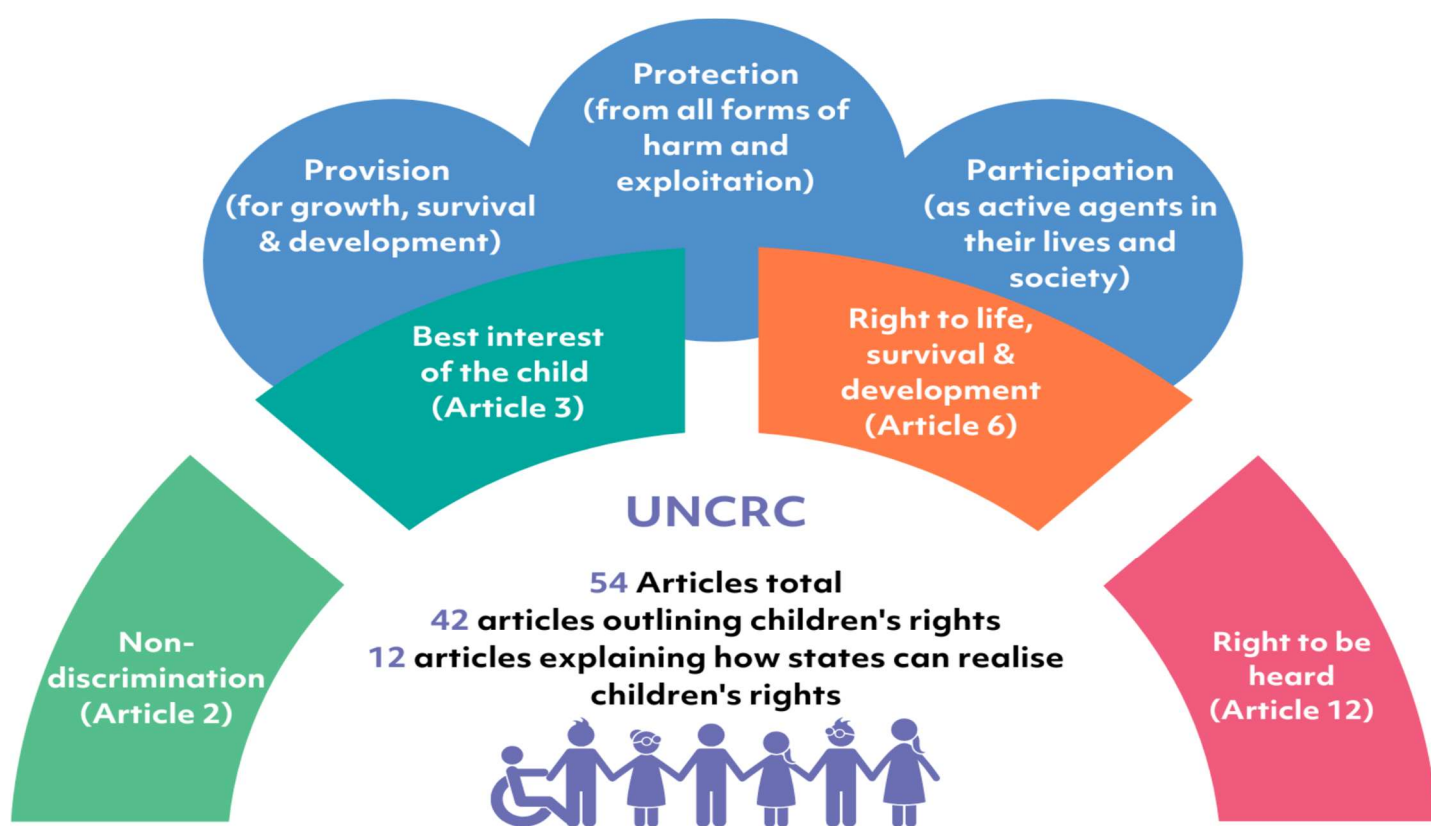 Protection
(from all forms of
harm and
exploitation)
Provision
(for growth, survival
& development)
Participation
(as active agents in
their lives and
society)
Best interest
of the child
(Article 3)
Right to life,
survival &
development
(Article 6)
Non-
discrimination
(Article 2)
Right to be
heard
(Article 12)
UNCRC
54 Articles total
42 articles outlining children's rights
12 articles explaining how states can realise
children's rights